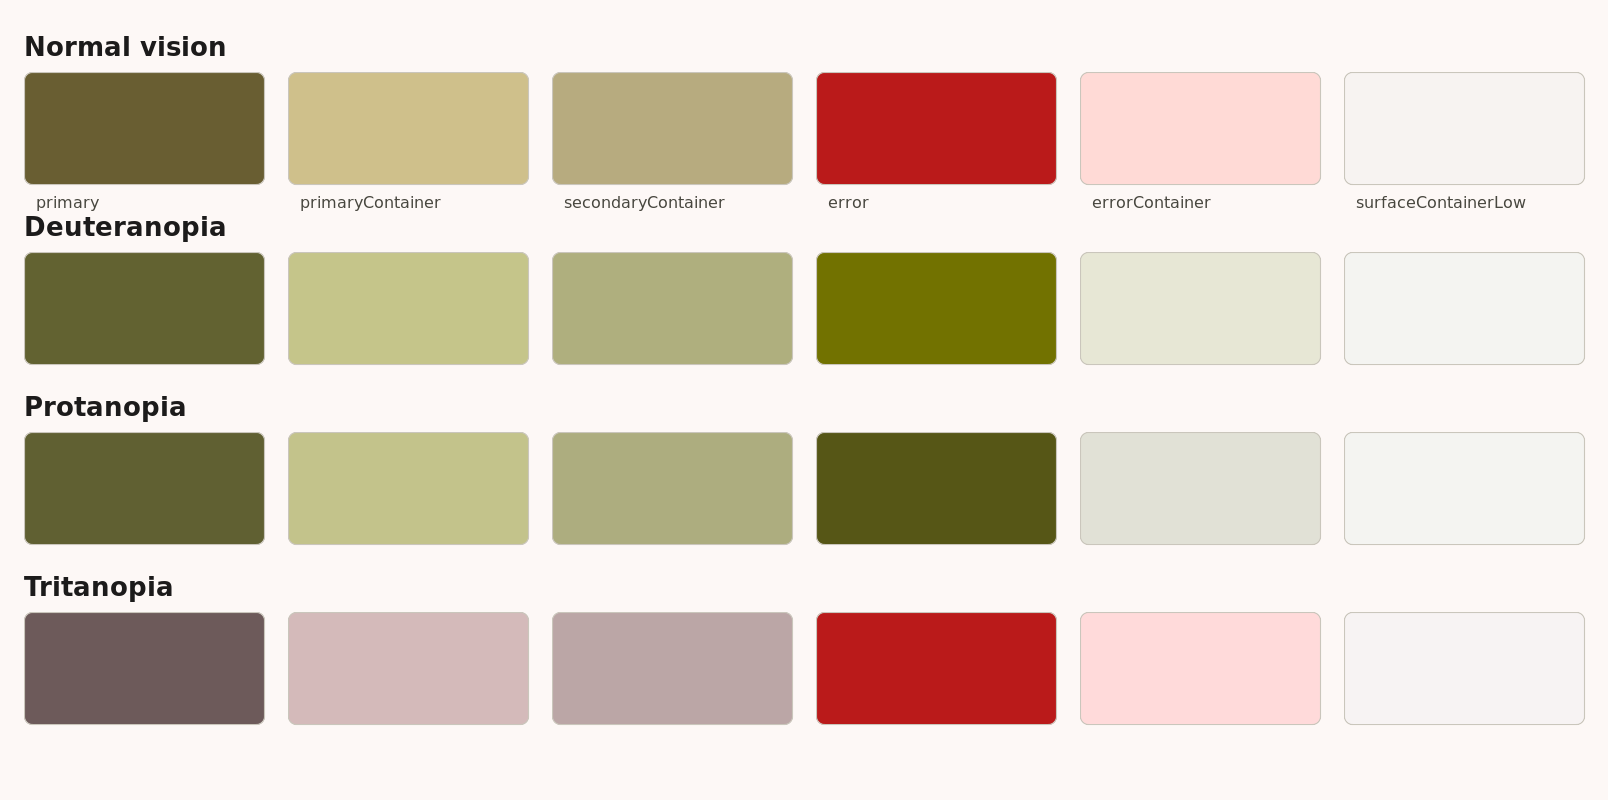 Normal vision
primary primaryContainer secondaryContainer error errorContainer surfaceContainerLow
Deuteranopia
Protanopia
Tritanopia